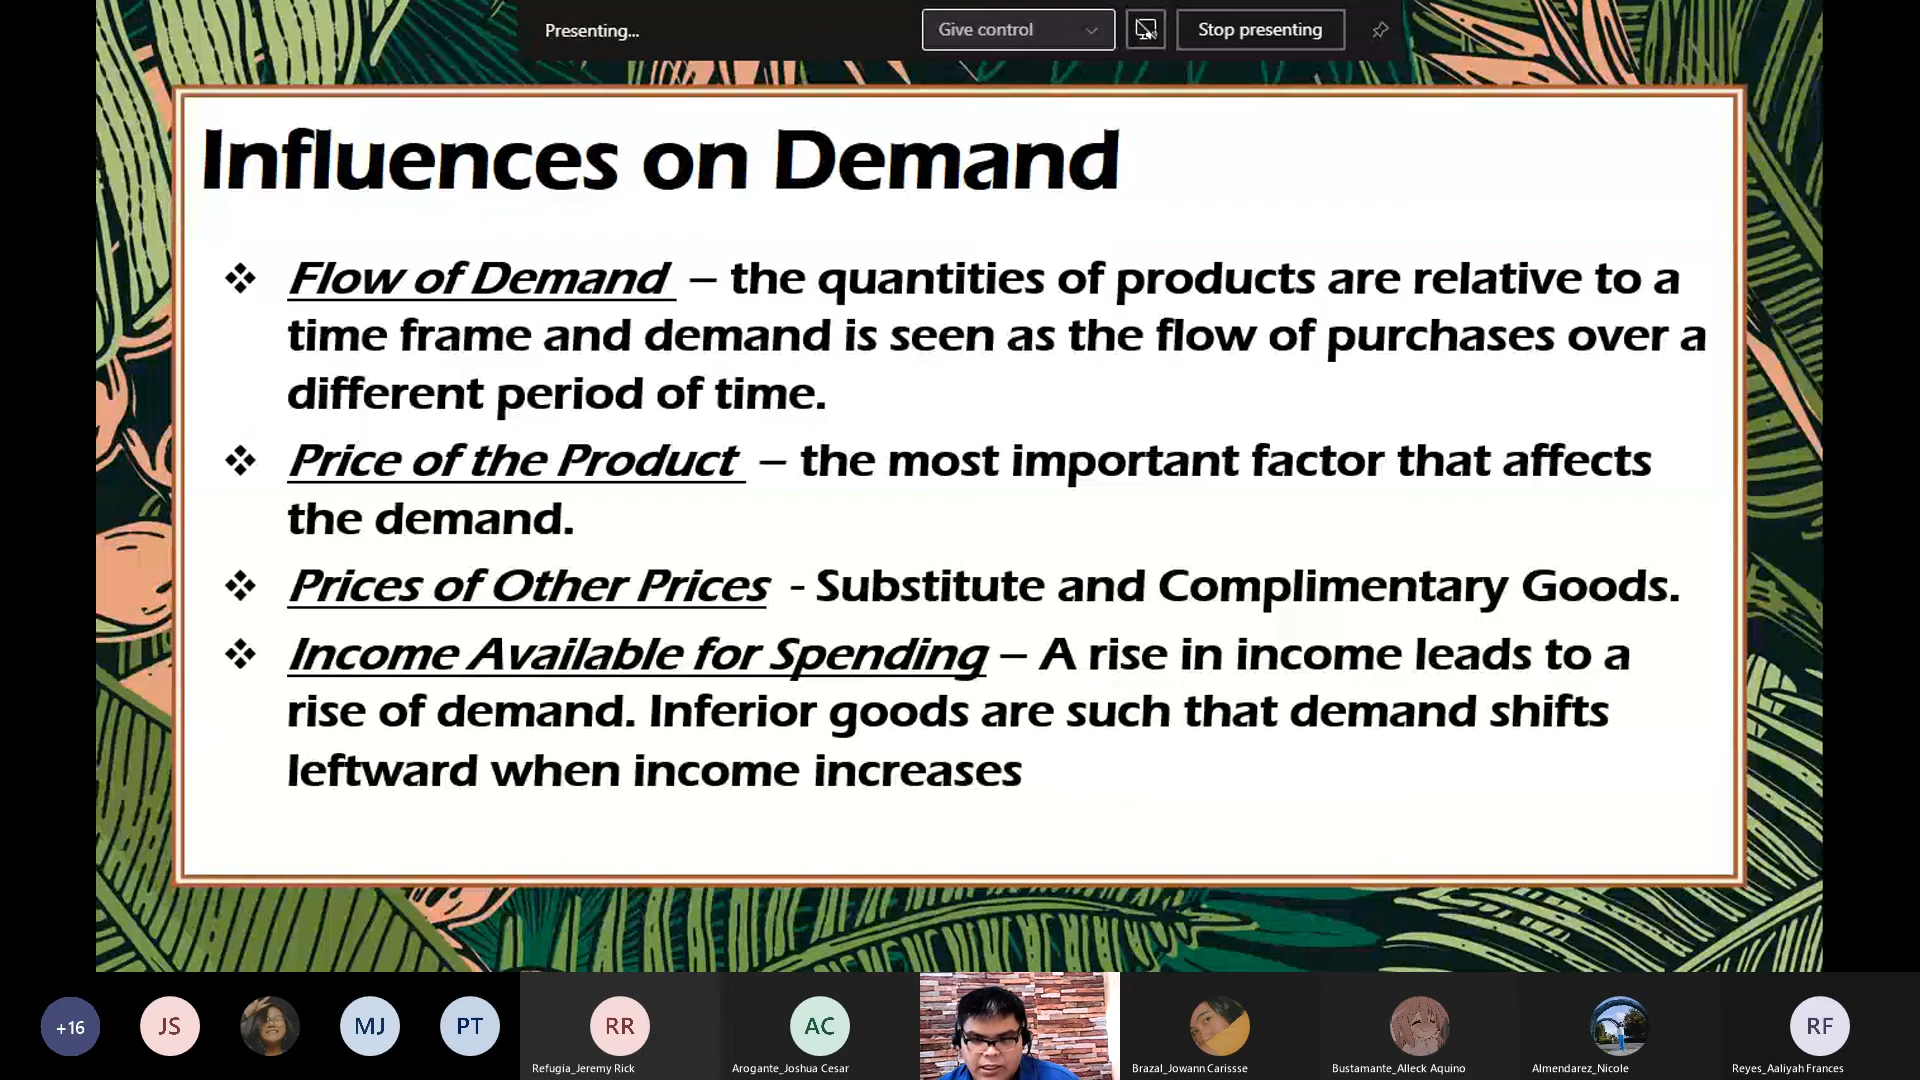 Presenting...
Give control
Stop presenting
Influences on Demand
❖ Flow of Demand – the quantities of products are relative to a
time frame and demand is seen as the flow of purchases over a
different period of time.
❖ Price of the Product – the most important factor that affects
the demand.
❖ Prices of Other Prices - Substitute and Complimentary Goods.
❖ Income Available for Spending – A rise in income leads to a
rise of demand. Inferior goods are such that demand shifts
leftward when income increases
+16
JS
MJ
PT
RR
AC
RF
Refugia_Jeremy Rick
Arogante_Joshua Cesar
Brazal_Jowann Carissse
Bustamante_Alleck Aquino
Almendarez_Nicole
Reyes_Aaliyah Frances